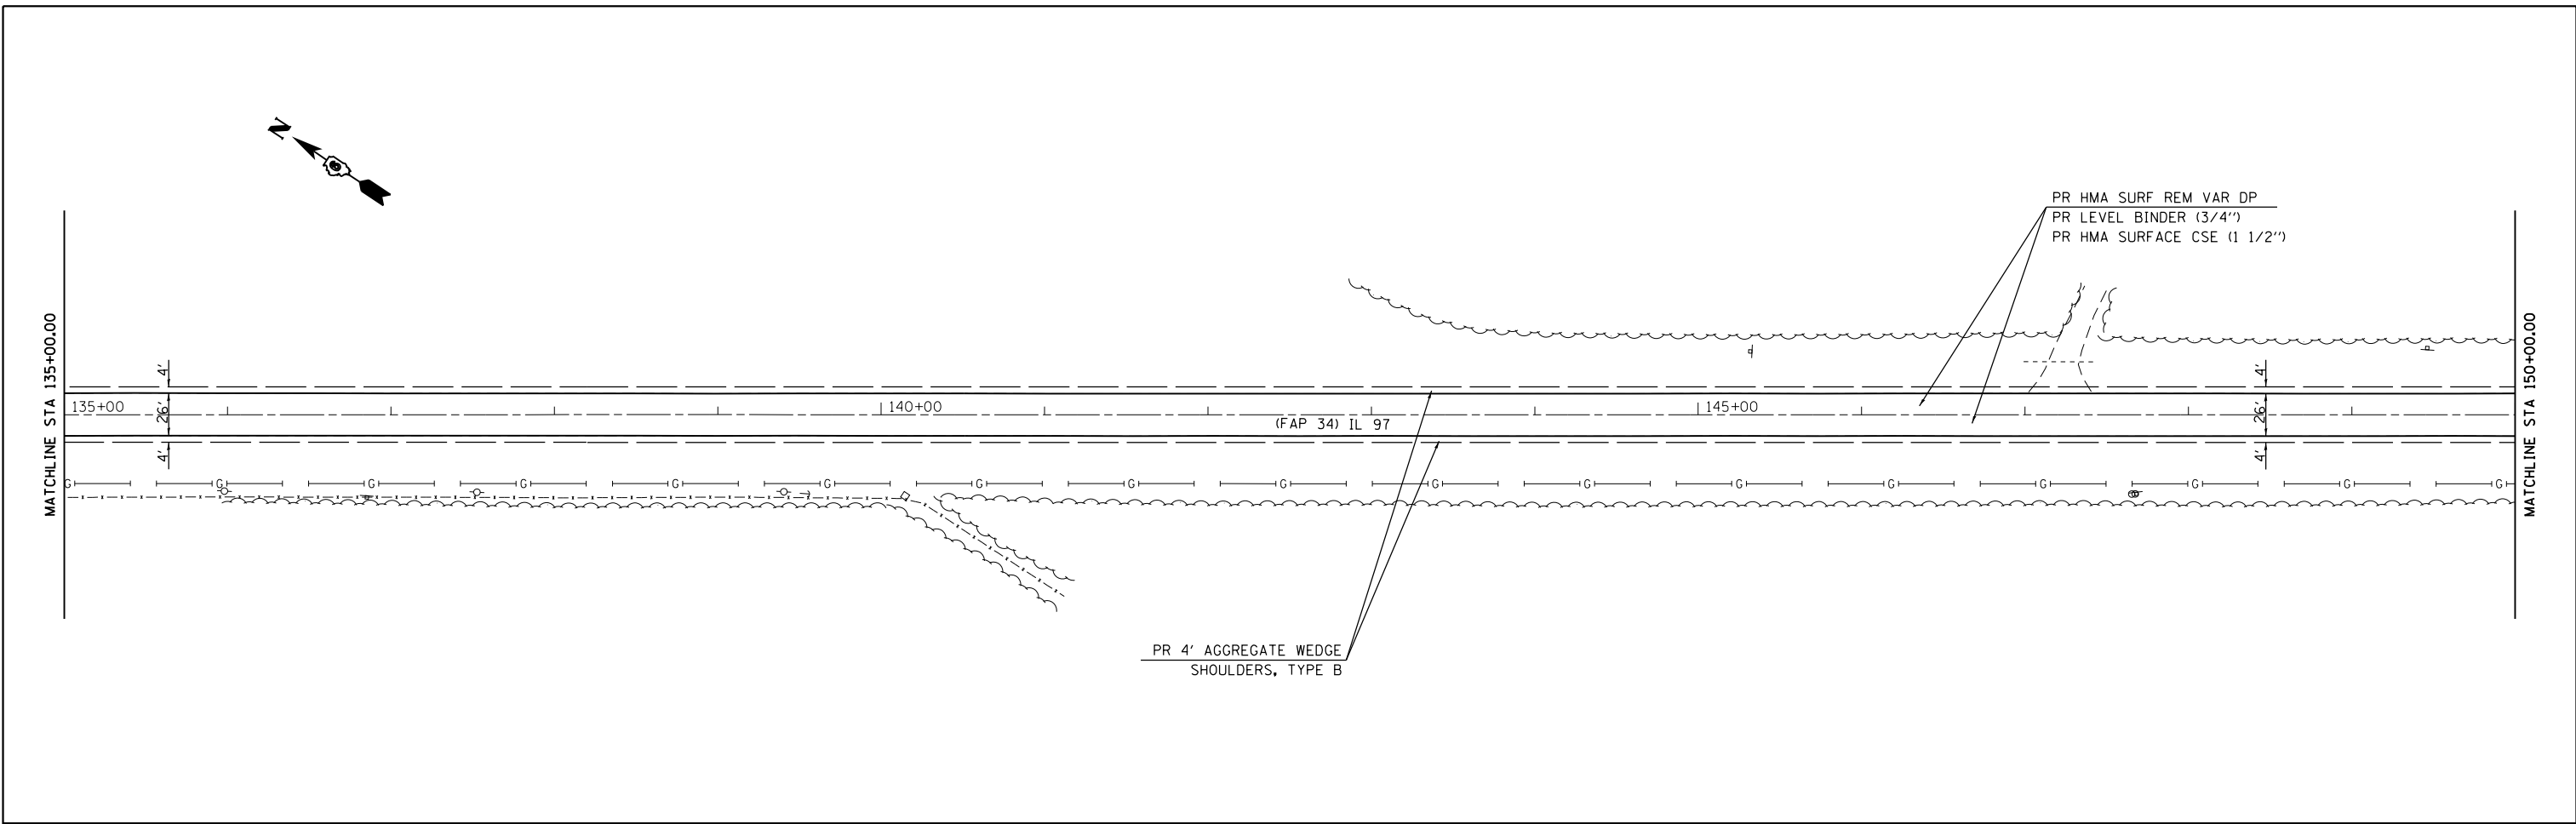 N
PR HMA SURF REM VAR DP
PR LEVEL BINDER (3/4'')
PR HMA SURFACE CSE (1 1/2'')
MATCHLINE STA 135+00.00
MATCHLINE STA 150+00.00
4'
4'
135+00
26'
140+00
145+00
26'
(FAP 34) IL 97
4'
4'
G G G G G G G G G G G G G G G G G
PR 4' AGGREGATE WEDGE
SHOULDERS, TYPE B